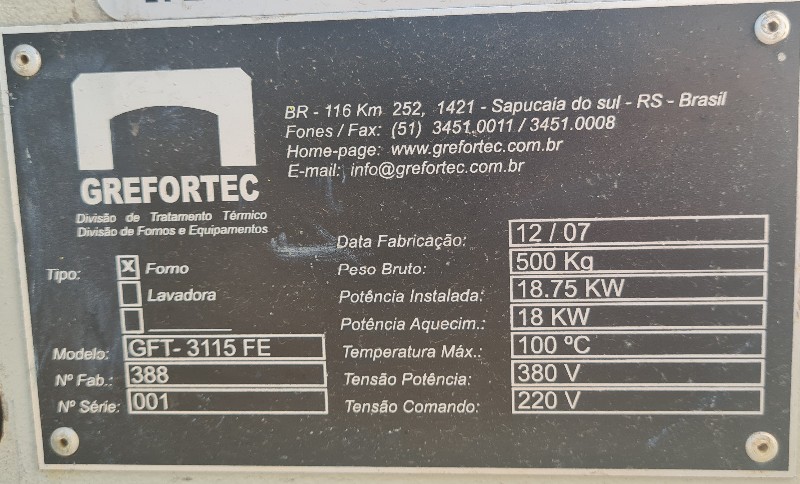 GREFORTEC
Divisão de Tratamento Térmico
Divisão de Fornos e Equipamentos
BR - 116 Km 252, 1421 - Sapucaia do sul - RS - Brasil
Fones / Fax: (51) 3451.0011 / 3451.0008
Home-page: www.grefortec.com.br
E-mail: info@grefortec.com.br
Tipo: X Forno
Lavadora
Modelo: GFT- 3115 FE
Nº Fab.: 388
Nº Série: 001
Data Fabricação: 12 / 07
Peso Bruto: 500 Kg
Potência Instalada: 18.75 KW
Potência Aquecim.: 18 KW
Temperatura Máx.: 100 ºC
Tensão Potência: 380 V
Tensão Comando: 220 V